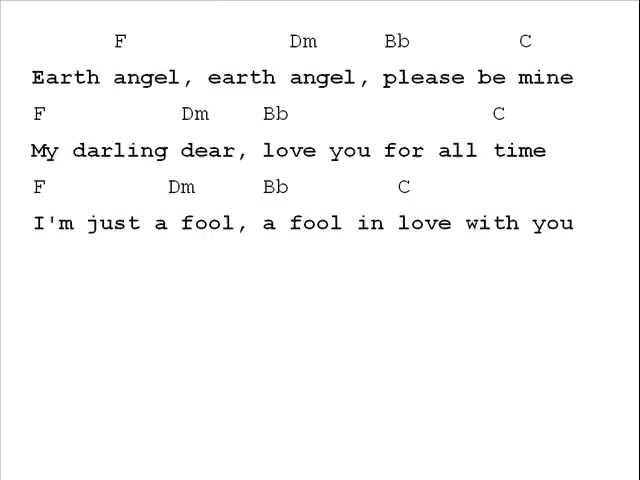 F Dm Bb C
Earth angel, earth angel, please be mine
F Dm Bb C
My darling dear, love you for all time
F Dm Bb C
I'm just a fool, a fool in love with you